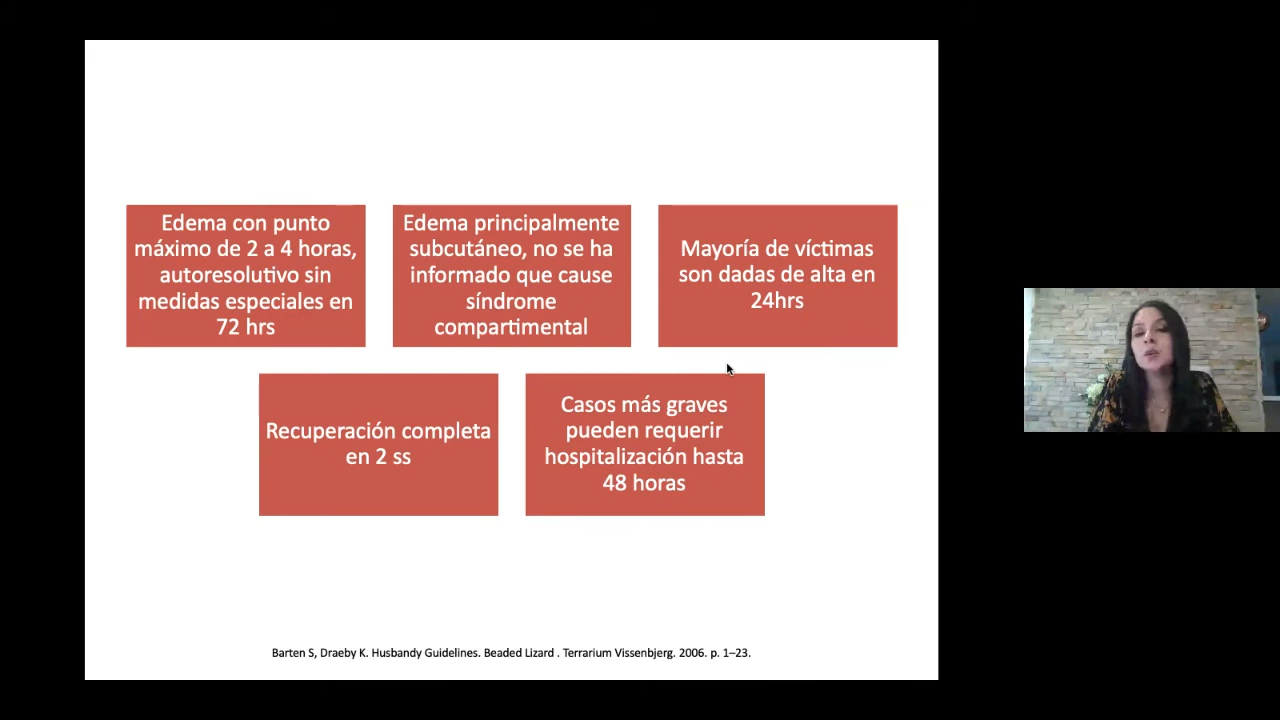 Edema con punto
máximo de 2 a 4 horas,
autoresolutivo sin
medidas especiales en
72 hrs
Edema principalmente
subcutáneo, no se ha
informado que cause
síndrome
compartimental
Mayoría de víctimas
son dadas de alta en
24hrs
Recuperación completa
en 2 ss
Casos más graves
pueden requerir
hospitalización hasta
48 horas
Barten S, Draeby K. Husbandy Guidelines. Beaded Lizard . Terrarium Vissenbjerg. 2006. p. 1–23.